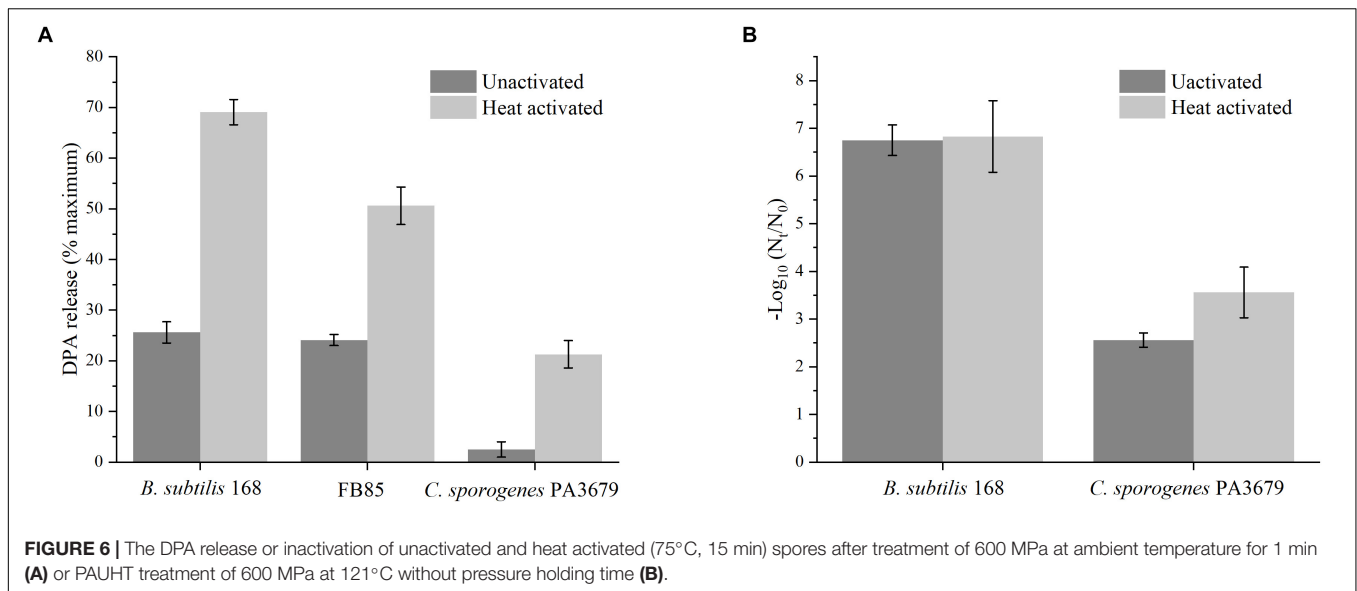 A
80
70
60
50
40
30
20
10
0
DPA release (% maximum)
Unactivated
Heat activated
B. subtilis 168
FB85
C. sporogenes PA3679
B
8
7
6
5
4
3
2
1
0
-Log10 (Nt/N0)
Uactivated
Heat activated
B. subtilis 168
C. sporogenes PA3679
FIGURE 6 | The DPA release or inactivation of unactivated and heat activated (75°C, 15 min) spores after treatment of 600 MPa at ambient temperature for 1 min
(A) or PAUHT treatment of 600 MPa at 121°C without pressure holding time (B).